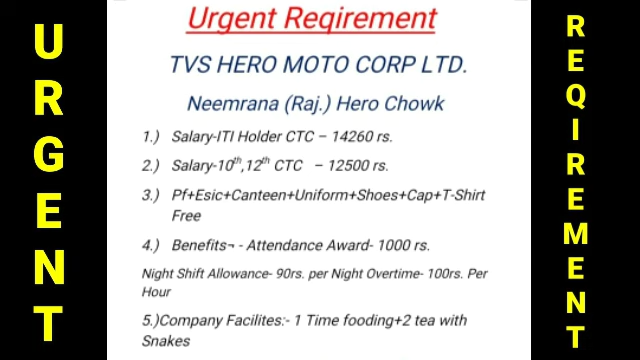 URGENT
Urgent Reqirement
TVS HERO MOTO CORP LTD.
Neemrana (Raj.) Hero Chowk
1.) Salary-ITI Holder CTC – 14260 rs.
2.) Salary-10th,12th CTC – 12500 rs.
3.) Pf+Esic+Canteen+Uniform+Shoes+Cap+T-Shirt
Free
4.) Benefits¬ - Attendance Award- 1000 rs.
Night Shift Allowance- 90rs. per Night Overtime- 100rs. Per
Hour
5.)Company Facilites:- 1 Time fooding+2 tea with
Snakes
REQIREMENT